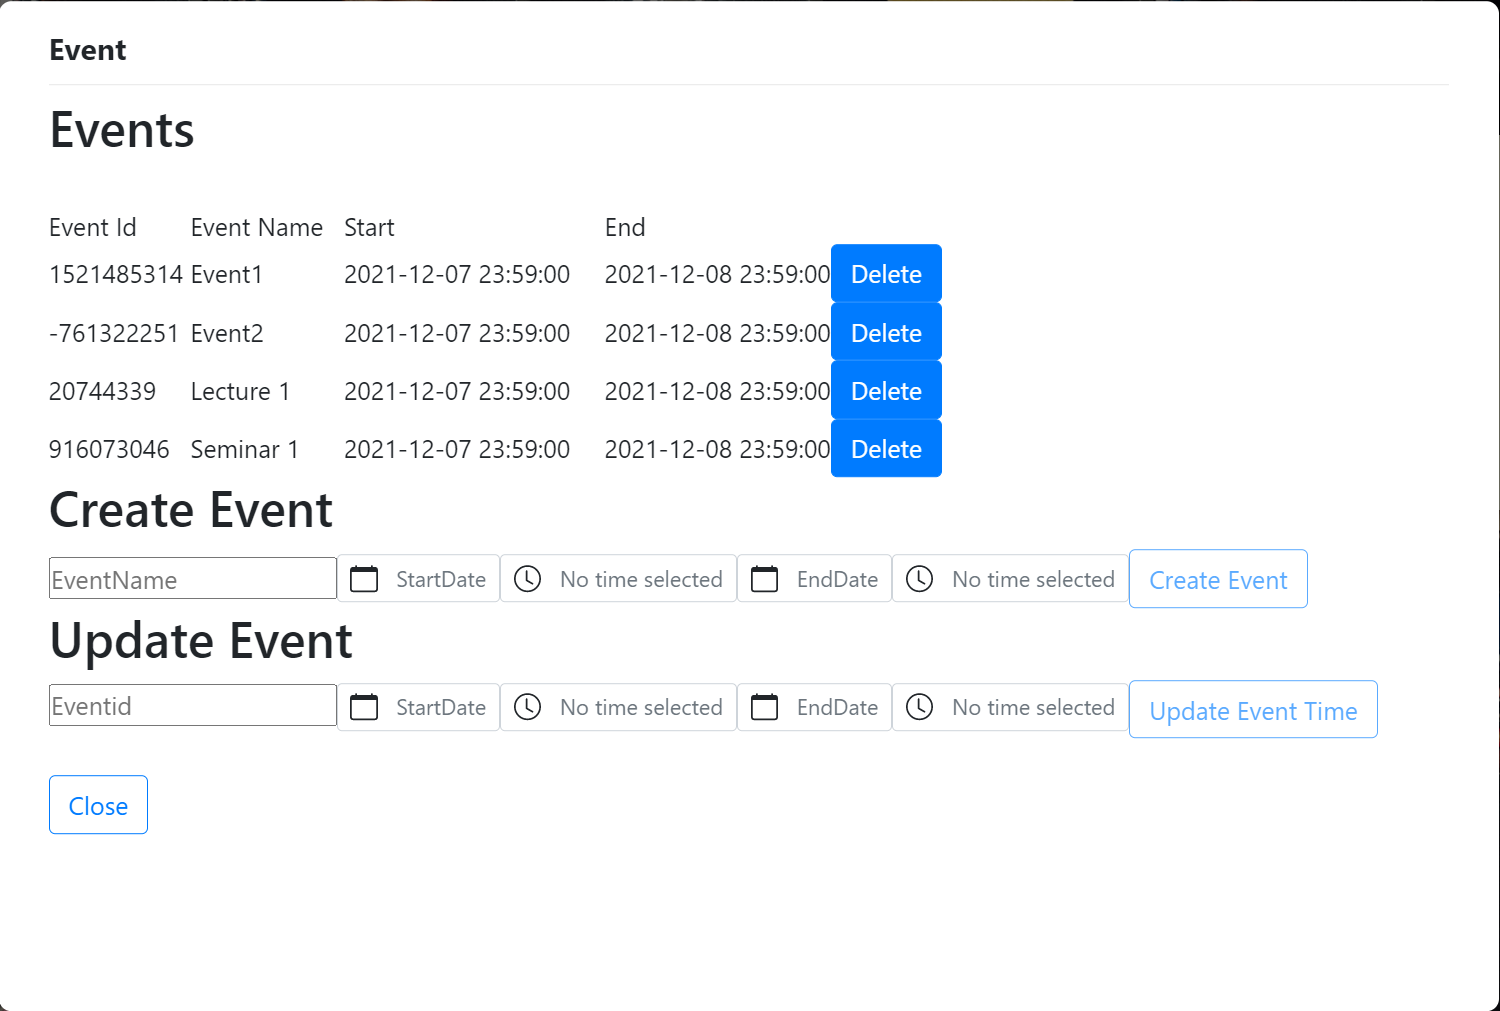 Event
Events
Event Id Event Name Start End
1521485314 Event1 2021-12-07 23:59:00 2021-12-08 23:59:00 Delete
-761322251 Event2 2021-12-07 23:59:00 2021-12-08 23:59:00 Delete
20744339 Lecture 1 2021-12-07 23:59:00 2021-12-08 23:59:00 Delete
916073046 Seminar 1 2021-12-07 23:59:00 2021-12-08 23:59:00 Delete
Create Event
EventName StartDate No time selected EndDate No time selected Create Event
Update Event
Eventid StartDate No time selected EndDate No time selected Update Event Time
Close